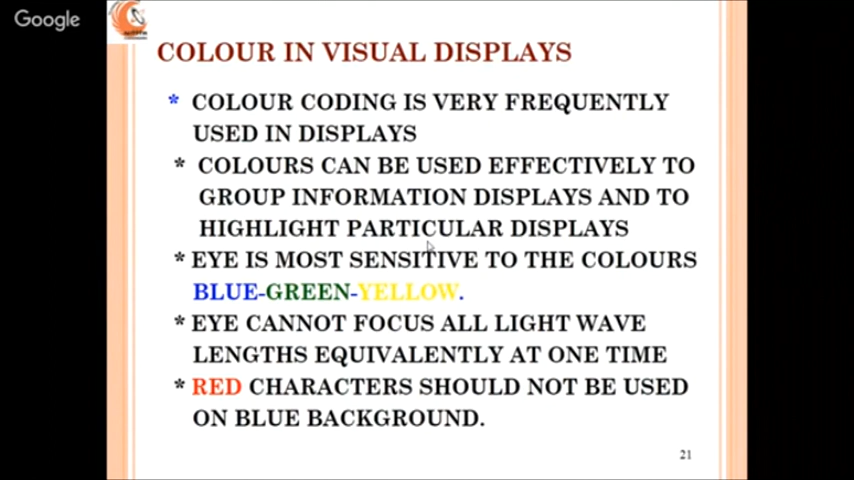 Google
COLOUR IN VISUAL DISPLAYS
* COLOUR CODING IS VERY FREQUENTLY
USED IN DISPLAYS
* COLOURS CAN BE USED EFFECTIVELY TO
GROUP INFORMATION DISPLAYS AND TO
HIGHLIGHT PARTICULAR DISPLAYS
* EYE IS MOST SENSITIVE TO THE COLOURS
BLUE-GREEN-YELLOW.
* EYE CANNOT FOCUS ALL LIGHT WAVE
LENGTHS EQUIVALENTLY AT ONE TIME
* RED CHARACTERS SHOULD NOT BE USED
ON BLUE BACKGROUND.
21